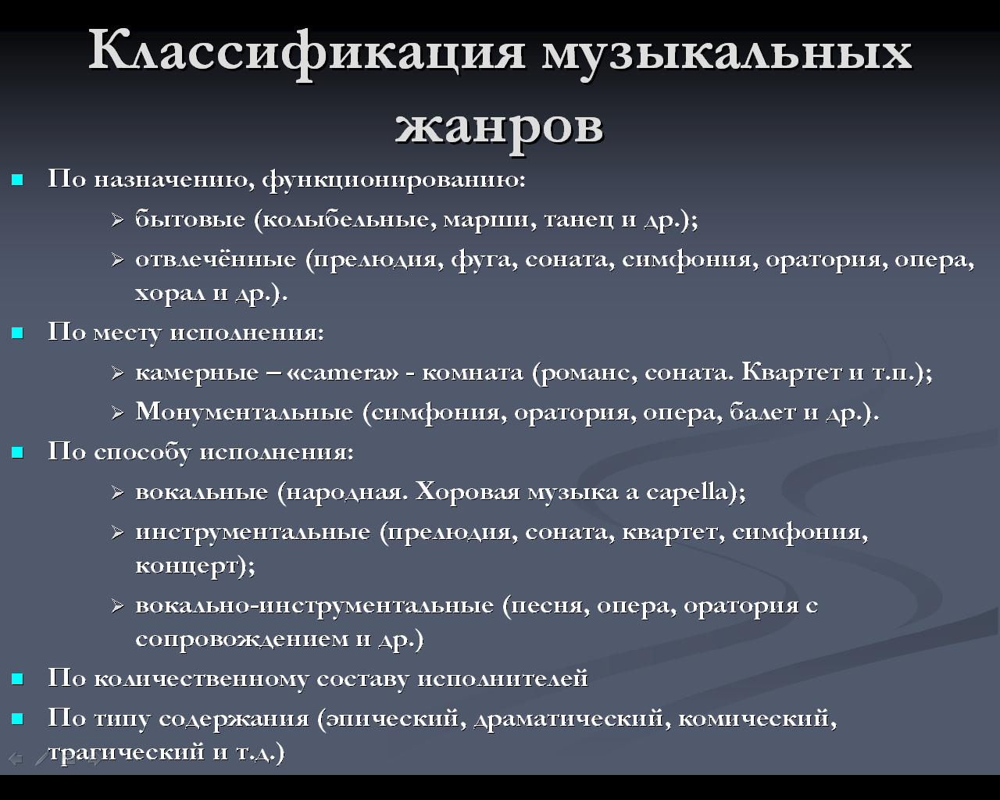 Классификация музыкальных
жанров
По назначению, функционированию:
бытовые (колыбельные, марши, танец и др.);
отвлечённые (прелюдия, фуга, соната, симфония, оратория, опера,
хорал и др.).
По месту исполнения:
камерные – «camera» - комната (романс, соната. Квартет и т.п.);
Монументальные (симфония, оратория, опера, балет и др.).
По способу исполнения:
вокальные (народная. Хоровая музыка a capella);
инструментальные (прелюдия, соната, квартет, симфония,
концерт);
вокально-инструментальные (песня, опера, оратория с
сопровождением и др.)
По количественному составу исполнителей
По типу содержания (эпический, драматический, комический,
трагический и т.д.)